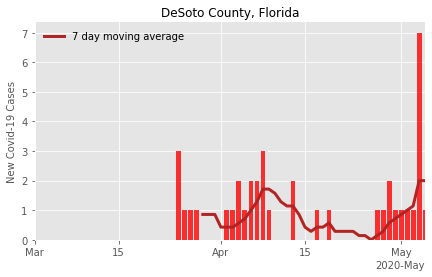 DeSoto County, Florida
7 day moving average
New Covid-19 Cases
7
6
5
4
3
2
1
0
Mar
15
Apr
15
May
2020-May